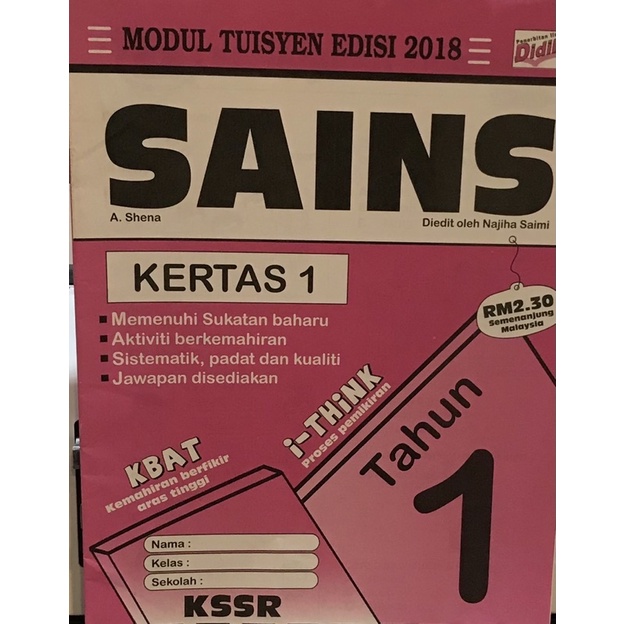 MODUL TUISYEN EDISI 2018
SAINS
A. Shena
Diedit oleh Najiha Saimi
KERTAS 1
Memenuhi Sukatan baharu
Aktiviti berkemahiran
Sistematik, padat dan kualiti
Jawapan disediakan
RM2.30
Semenanjung
Malaysia
i-THiNK
Proses pemikiran
KBAT
Kemahiran berfikir
aras tinggi
Tahun
1
Nama :
Kelas :
Sekolah :
KSSR